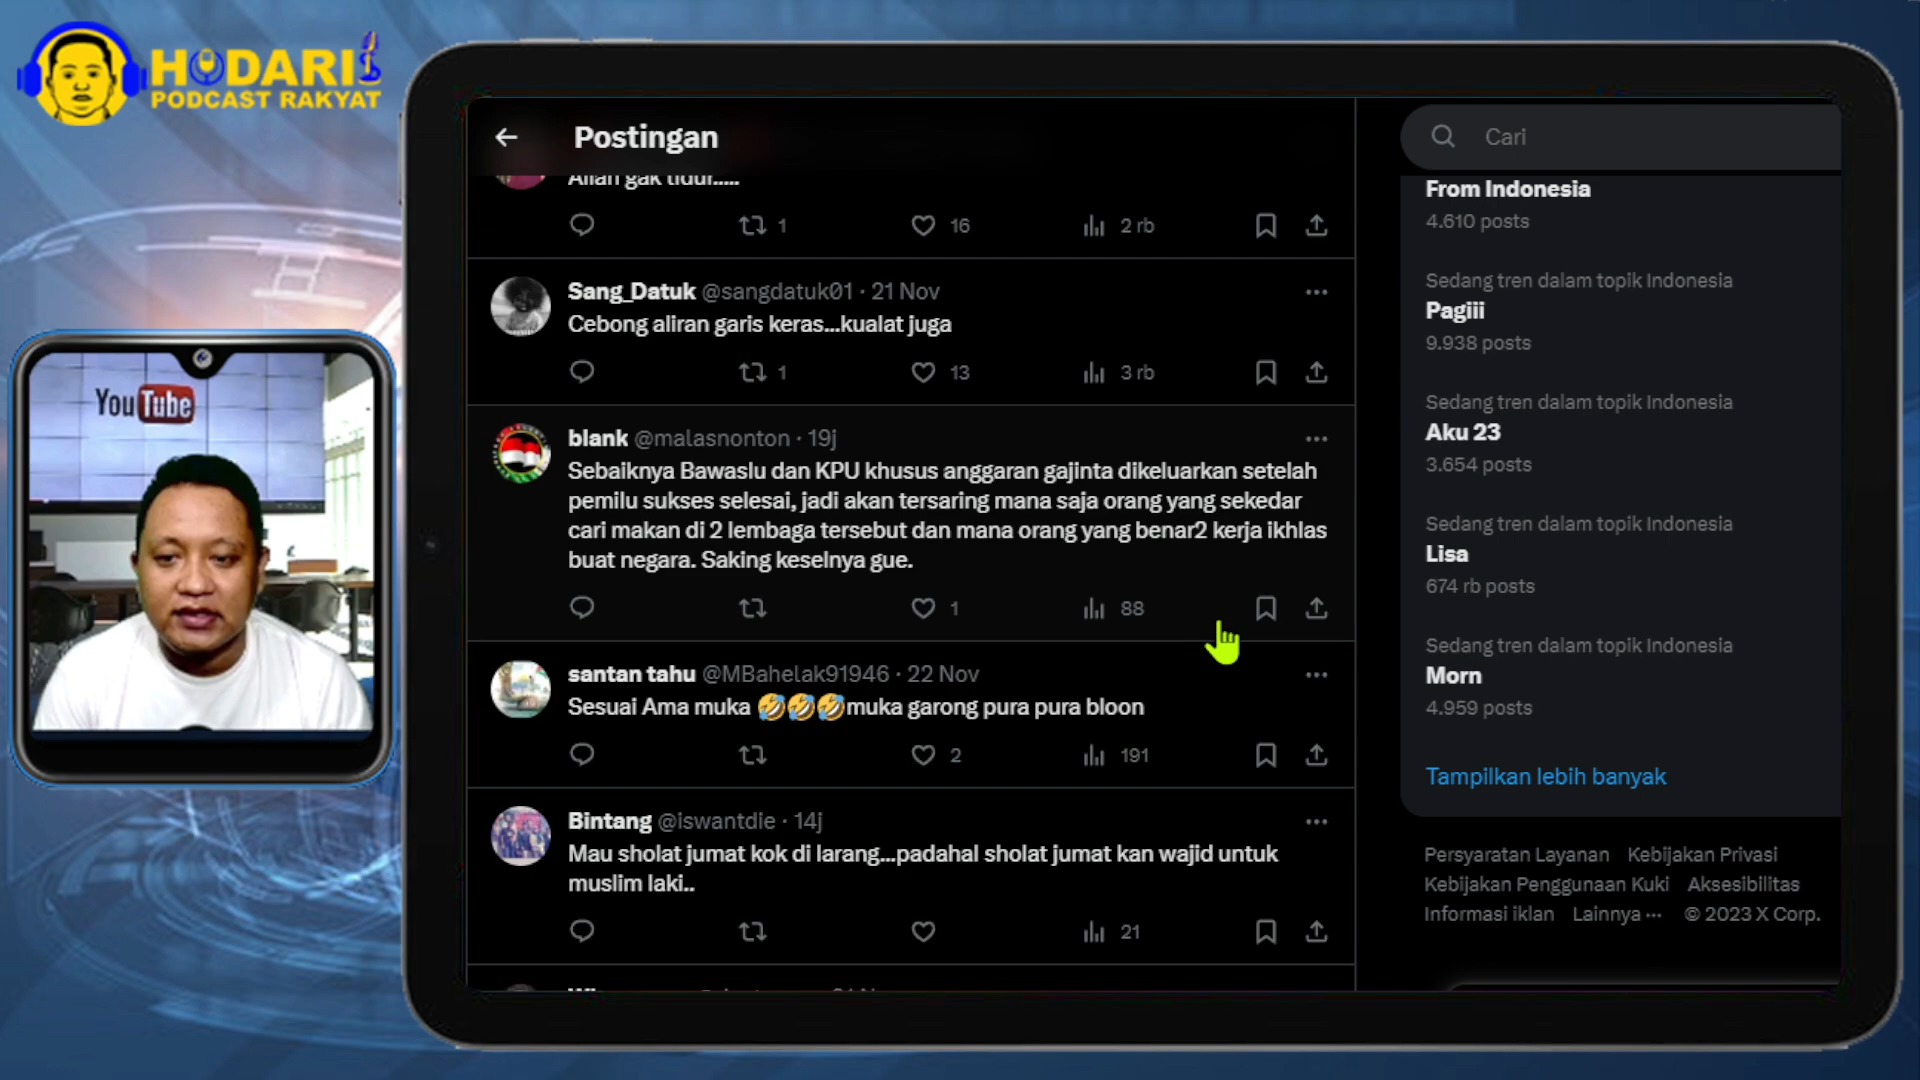 HODARI
PODCAST RAKYAT
YouTube
Postingan
Allah gak tidur.....
1
16
2 rb
Sang_Datuk @sangdatuk01 · 21 Nov
Cebong aliran garis keras...kualat juga
1
13
3 rb
blank @malasnonton · 19j
Sebaiknya Bawaslu dan KPU khusus anggaran gajinta dikeluarkan setelah
pemilu sukses selesai, jadi akan tersaring mana saja orang yang sekedar
cari makan di 2 lembaga tersebut dan mana orang yang benar2 kerja ikhlas
buat negara. Saking keselnya gue.
1
88
santan tahu @MBahelak91946 · 22 Nov
Sesuai Ama muka 🤣🤣🤣muka garong pura pura bloon
2
191
Bintang @iswantdie · 14j
Mau sholat jumat kok di larang...padahal sholat jumat kan wajid untuk
muslim laki..
21
Cari
From Indonesia
4.610 posts
Sedang tren dalam topik Indonesia
Pagiii
9.938 posts
Sedang tren dalam topik Indonesia
Aku 23
3.654 posts
Sedang tren dalam topik Indonesia
Lisa
674 rb posts
Sedang tren dalam topik Indonesia
Morn
4.959 posts
Tampilkan lebih banyak
Persyaratan Layanan Kebijakan Privasi
Kebijakan Penggunaan Kuki Aksesibilitas
Informasi iklan Lainnya ··· © 2023 X Corp.